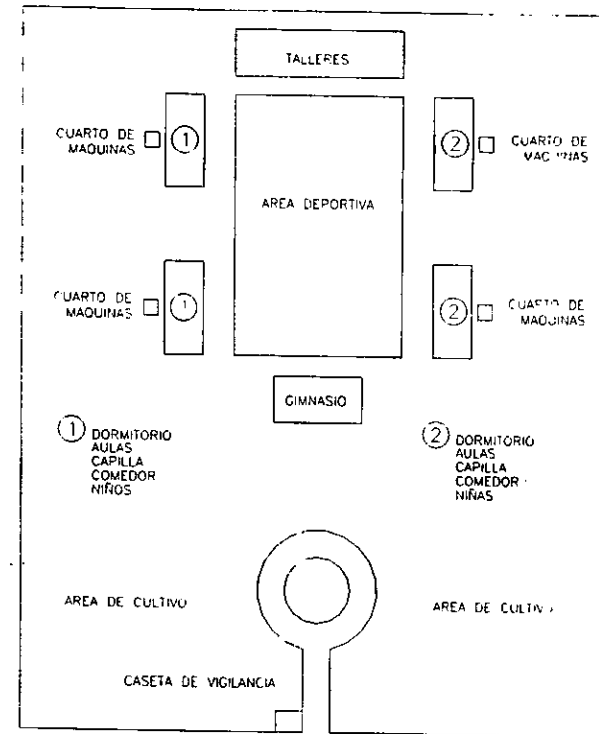 TALLERES
CUARTO DE
MAQUINAS
1
2
CUARTO DE
AREA DEPORTIVA
CUARTO DE
MAQUINAS
1
2
CUARTO DE
MAQUINAS
GIMNASIO
1 DORMITORIO
AULAS
CAPILLA
COMEDOR
NIÑOS
2 DORMITORIO
AULAS
CAPILLA
COMEDOR
NIÑAS
AREA DE CULTIVO
AREA DE
CASETA DE VIGILANCIA